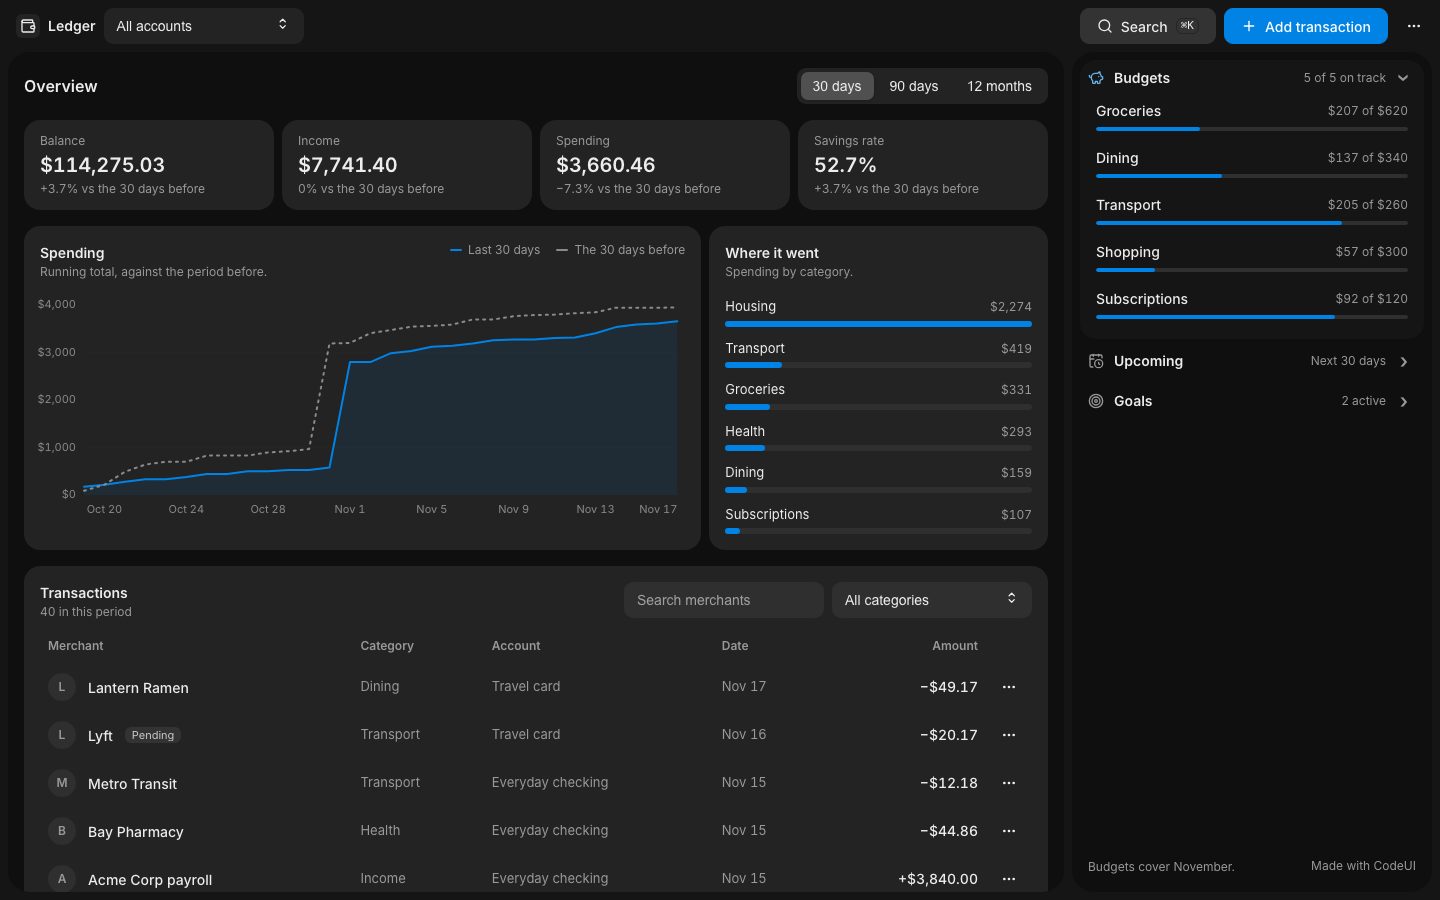 Ledger
All accounts
Search ⌘K
Add transaction
Overview
30 days 90 days 12 months
Balance
$114,275.03
+3.7% vs the 30 days before
Income
$7,741.40
0% vs the 30 days before
Spending
$3,660.46
−7.3% vs the 30 days before
Savings rate
52.7%
+3.7% vs the 30 days before
Spending
Running total, against the period before.
Last 30 days The 30 days before
$4,000
$3,000
$2,000
$1,000
$0
Oct 20 Oct 24 Oct 28 Nov 1 Nov 5 Nov 9 Nov 13 Nov 17
Where it went
Spending by category.
Housing $2,274
Transport $419
Groceries $331
Health $293
Dining $159
Subscriptions $107
Transactions
40 in this period
Search merchants
All categories
Merchant Category Account Date Amount
L Lantern Ramen Dining Travel card Nov 17 −$49.17
L Lyft Pending Transport Travel card Nov 16 −$20.17
M Metro Transit Transport Everyday checking Nov 15 −$12.18
B Bay Pharmacy Health Everyday checking Nov 15 −$44.86
A Acme Corp payroll Income Everyday checking Nov 15 +$3,840.00
Budgets 5 of 5 on track
Groceries $207 of $620
Dining $137 of $340
Transport $205 of $260
Shopping $57 of $300
Subscriptions $92 of $120
Upcoming Next 30 days
Goals 2 active
Budgets cover November. Made with CodeUI